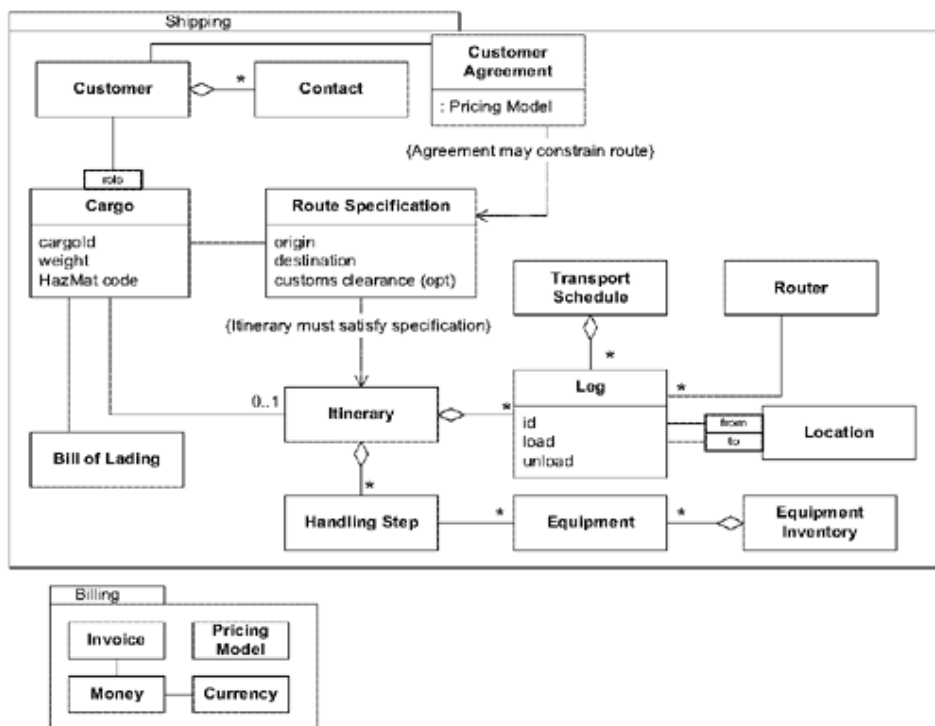 Shipping
Customer
*
Contact
Customer
Agreement
: Pricing Model
{Agreement may constrain route}
role
Cargo
cargoId
weight
HazMat code
Route Specification
origin
destination
customs clearance (opt)
{Itinerary must satisfy specification}
Transport
Schedule
*
Router
0..1
Itinerary
*
Leg
id
load
unload
*
from
to
Location
Bill of Lading
*
Handling Step
*
Equipment
*
Equipment
Inventory
Billing
Invoice
Pricing
Model
Money
Currency